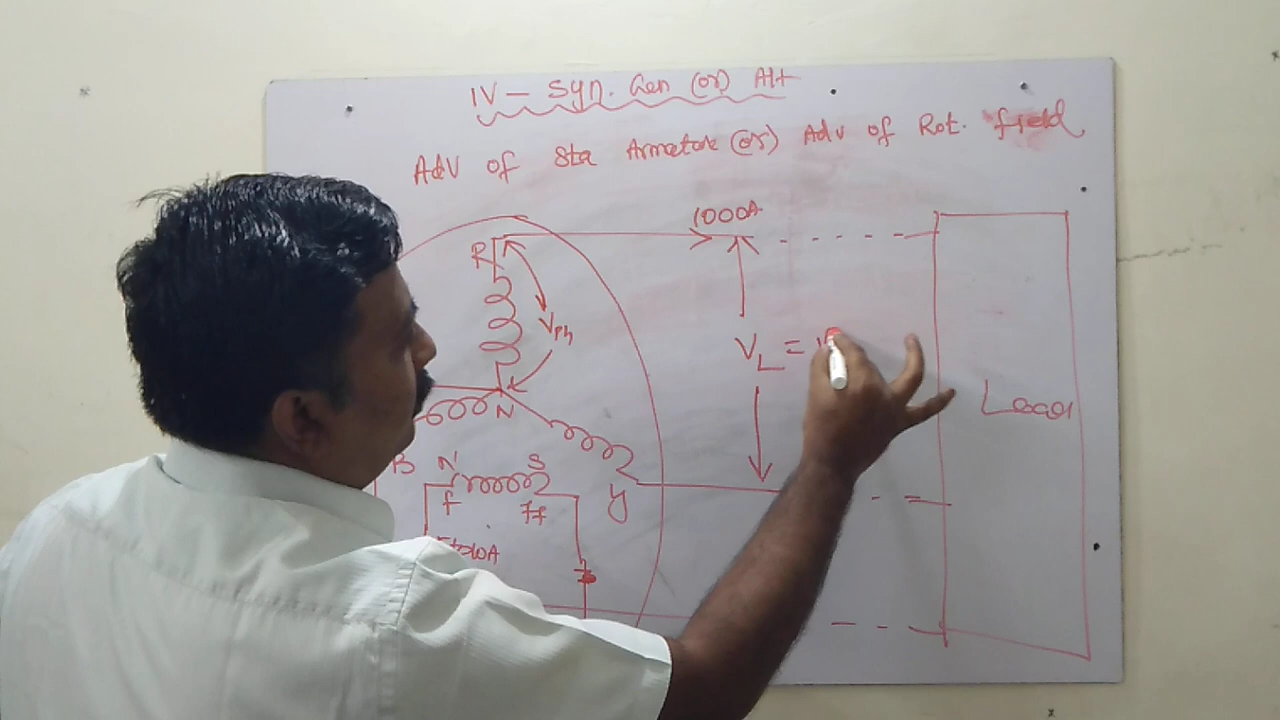 IV - Syn. Gen (or) Alt
Adv of Sta Armature (or) Adv of Rot. field
1000A
R
Vph
VL =
N
Load
B
N S
f ff
y